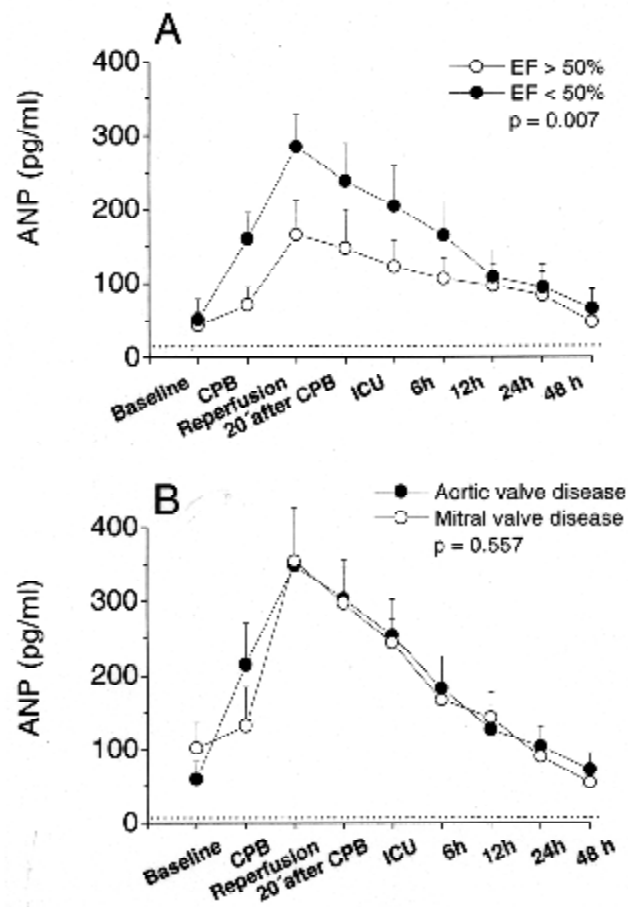 A
400
300
200
100
0
ANP (pg/ml)
EF > 50%
EF < 50%
p = 0.007
Baseline
CPB
Reperfusion
20´after CPB
ICU
6h
12h
24h
48 h
B
400
300
200
100
0
ANP (pg/ml)
Aortic valve disease
Mitral valve disease
p = 0.557
Baseline
CPB
Reperfusion
20´after CPB
ICU
6h
12h
24h
48 h